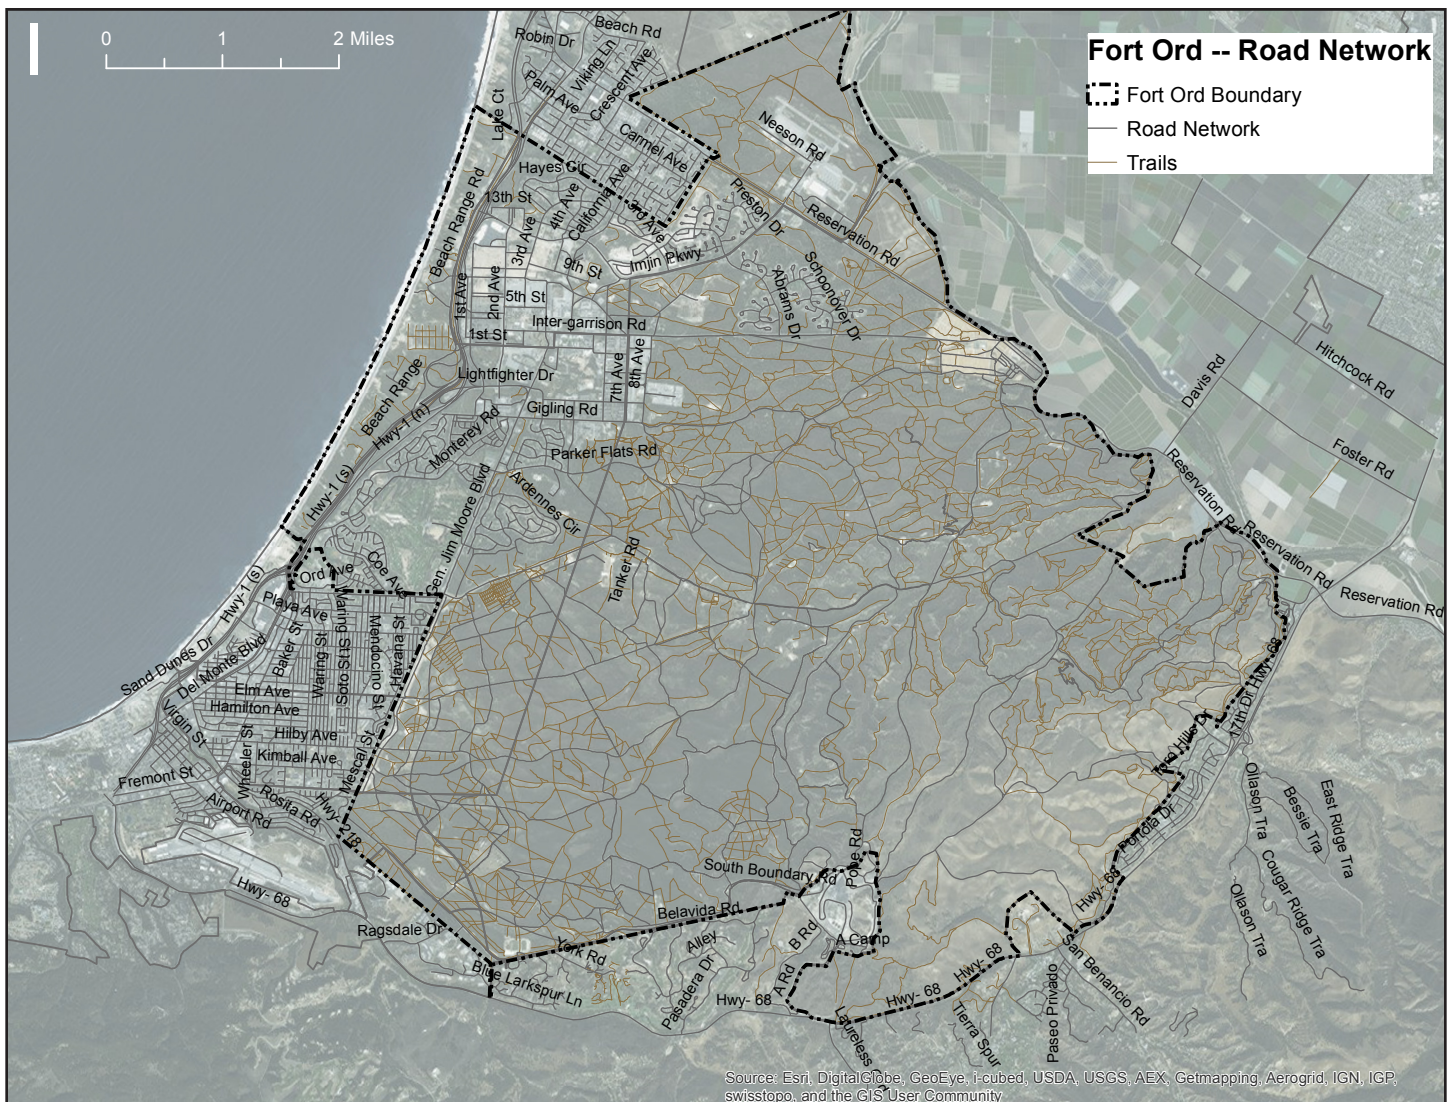 0 1 2 Miles
Fort Ord -- Road Network
Fort Ord Boundary
Road Network
Trails
Beach Rd
Robin Dr
Viking Ln
Crescent Ave
Palm Ave
Lake Ct
Carmel Ave
Neeson Rd
Hayes Cir
13th St
4th Ave
California Ave
3rd Ave
Preston Dr
Reservation Rd
Beach Range Rd
3rd Ave
9th St
Imjin Pkwy
Schoonover Dr
Abrams Dr
1st Ave
2nd Ave
5th St
Inter-garrison Rd
1st St
7th Ave
8th Ave
Lightfighter Dr
Beach Range
Hwy-1 (n)
Gigling Rd
Monterey Rd
Parker Flats Rd
Hitchcock Rd
Davis Rd
Foster Rd
Hwy-1 (s)
Gen. Jim Moore Blvd
Ardennes Cir
Reservation Rd
Reservation Rd
Reservation Rd
Tanker Rd
Coe Ave
Ord Ave
Hwy-1 (s)
Playa Ave
Waring St
Baker St
Waring St
Soto St
Mendocino St
Havana St
Sand Dunes Dr
Del Monte Blvd
Elm Ave
Hamilton Ave
Virgin St
Hilby Ave
Kimball Ave
Wheeler St
Mescal St
Fremont St
Airport Rd
Rosita Rd
Hwy- 218
Hwy- 68
17th Dr
Toro Hills Dr
Portola Dr
Ollason Tra
Bessie Tra
East Ridge Tra
Cougar Ridge Tra
Ollason Tra
Hwy- 68
South Boundary Rd
Pope Rd
Hwy- 68
Belavida Rd
Ragsdale Dr
York Rd
Alley
B Rd
A Camp
A Rd
Blue Larkspur Ln
Pasadera Dr
Hwy- 68
Hwy- 68
Hwy- 68
San Benancio Rd
Paseo Privado
Tierra Spur
Laureless
Source: Esri, DigitalGlobe, GeoEye, i-cubed, USDA, USGS, AEX, Getmapping, Aerogrid, IGN, IGP,
swisstopo, and the GIS User Community